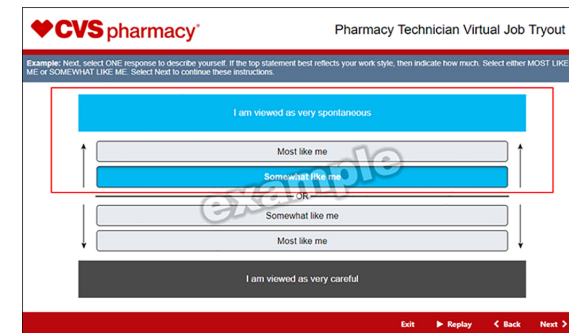 CVS pharmacy
Pharmacy Technician Virtual Job Tryout
Example: Next, select ONE response to describe yourself. If the top statement best reflects your work style, then indicate how much. Select either MOST LIKE
ME or SOMEWHAT LIKE ME. Select Next to continue these instructions.
I am viewed as very spontaneous
Most like me
Somewhat like me
OR
example
Somewhat like me
Most like me
I am viewed as very careful
Exit Replay Back Next